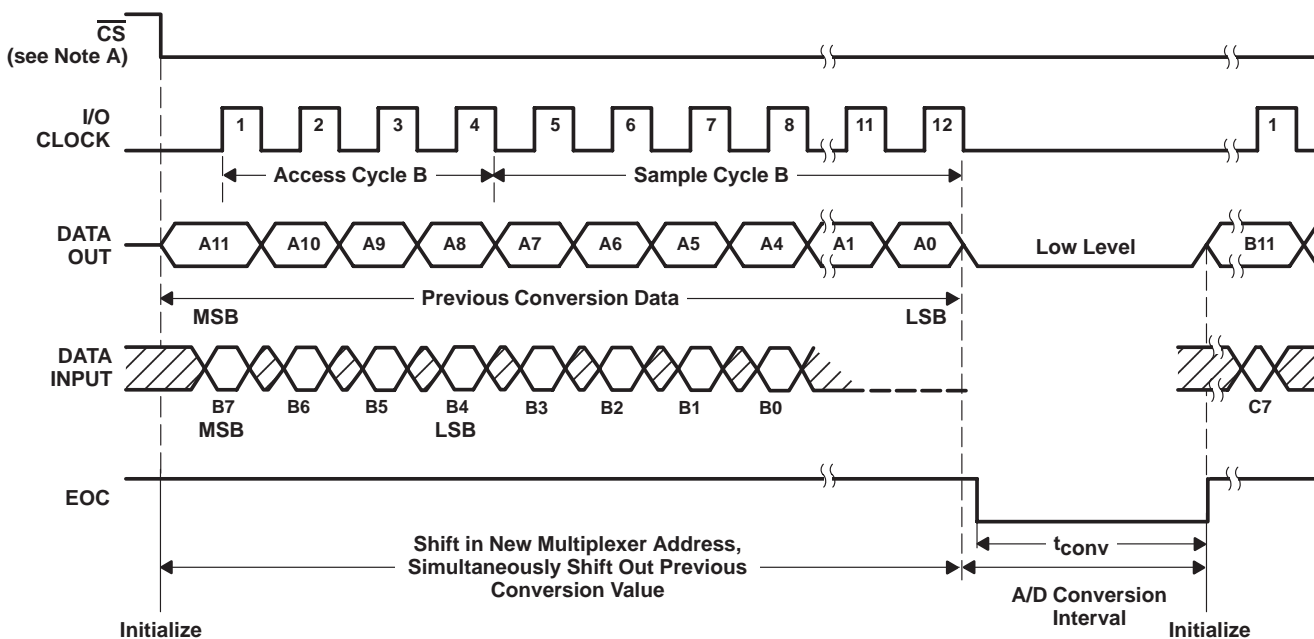 CS
(see Note A)
I/O
CLOCK
1 2 3 4 5 6 7 8 11 12 1
Access Cycle B
Sample Cycle B
DATA
OUT
A11 A10 A9 A8 A7 A6 A5 A4 A1 A0 Low Level B11
Previous Conversion Data
MSB LSB
DATA
INPUT
B7 B6 B5 B4 B3 B2 B1 B0 C7
MSB LSB
EOC
Shift in New Multiplexer Address,
Simultaneously Shift Out Previous
Conversion Value
tconv
A/D Conversion
Interval
Initialize Initialize